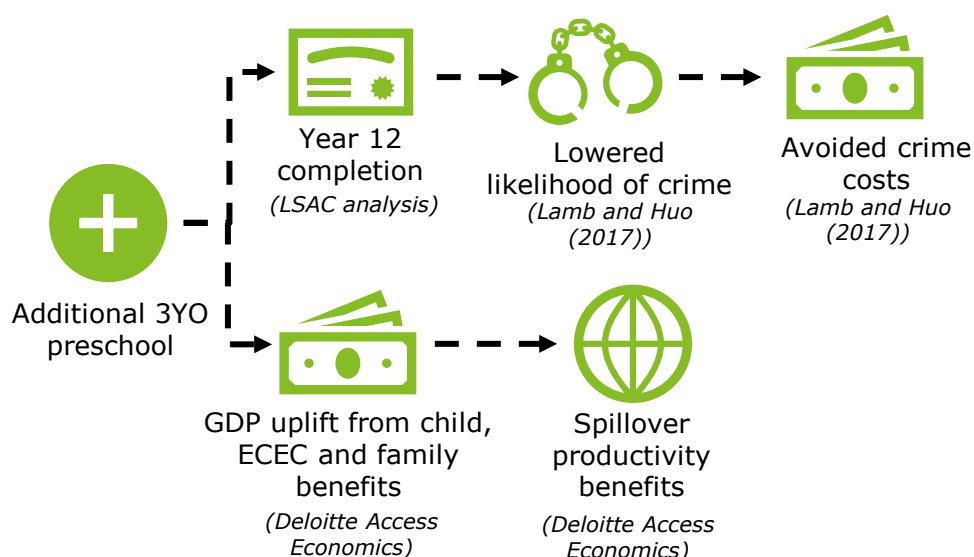 Year 12
completion
(LSAC analysis)
Lowered
likelihood of crime
(Lamb and Huo
(2017))
Avoided crime
costs
(Lamb and Huo
(2017))
Additional 3YO
preschool
GDP uplift from child,
ECEC and family
benefits
(Deloitte Access
Economics)
Spillover
productivity
benefits
(Deloitte Access
Economics)